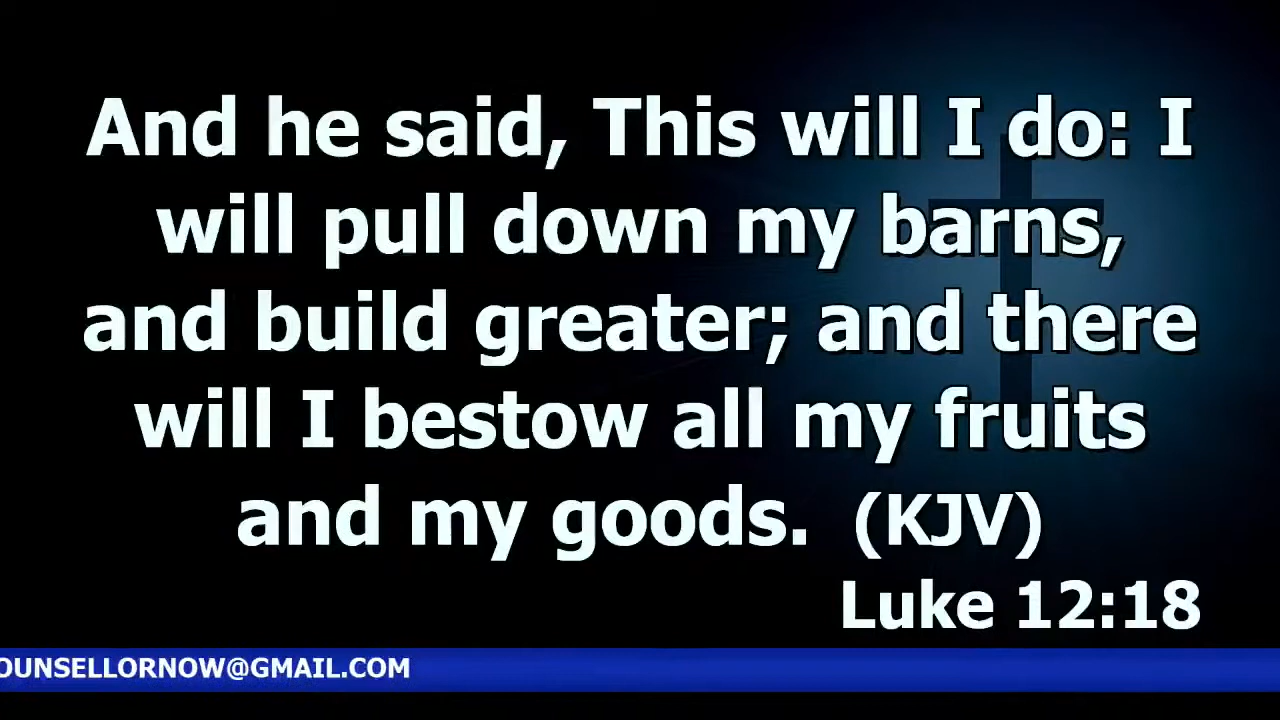 And he said, This will I do: I
will pull down my barns,
and build greater; and there
will I bestow all my fruits
and my goods. (KJV)
Luke 12:18
OUNSELLORNOW@GMAIL.COM